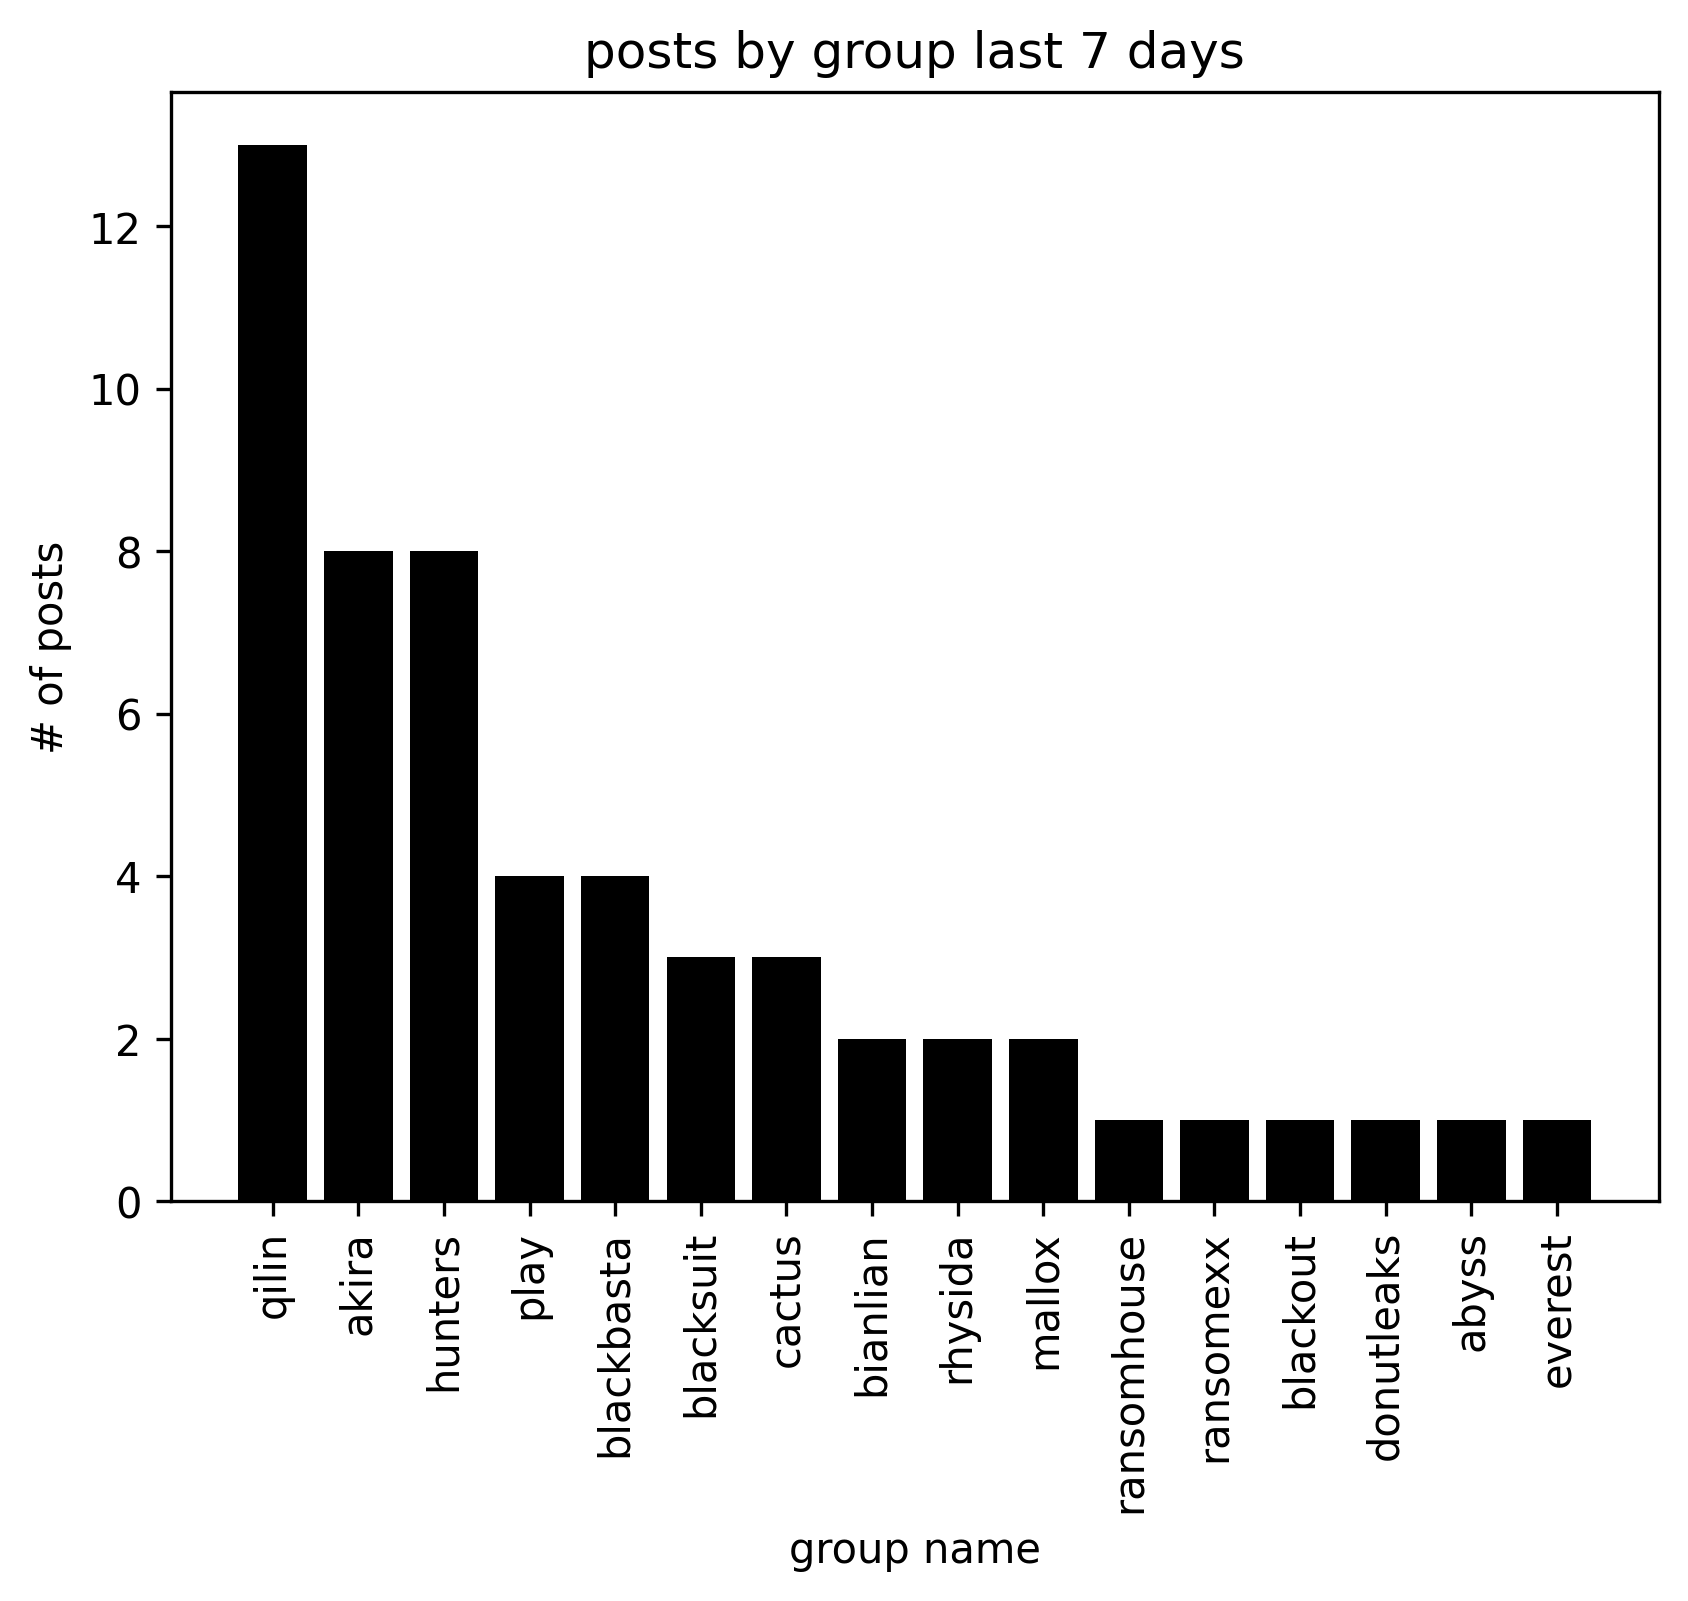 posts by group last 7 days
# of posts
12
10
8
6
4
2
0
qilin
akira
hunters
play
blackbasta
blacksuit
cactus
bianlian
rhysida
mallox
ransomhouse
ransomexx
blackout
donutleaks
abyss
everest
group name